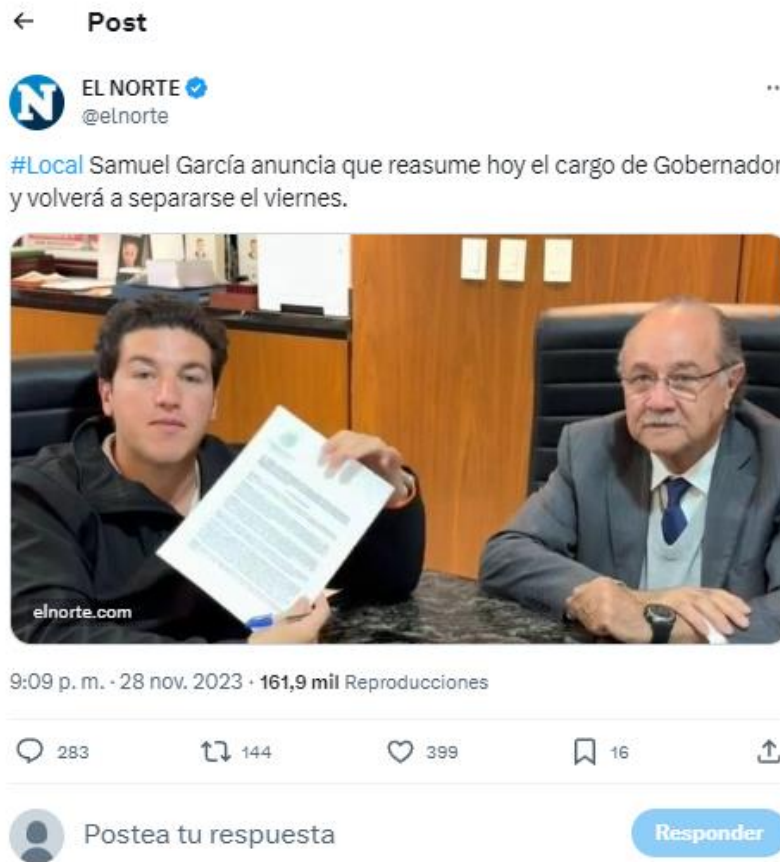 Post
EL NORTE
@elnorte
#Local Samuel García anuncia que reasume hoy el cargo de Gobernador
y volverá a separarse el viernes.
elnorte.com
9:09 p. m. · 28 nov. 2023 · 161,9 mil Reproducciones
283 144 399 16
Postea tu respuesta
Responder